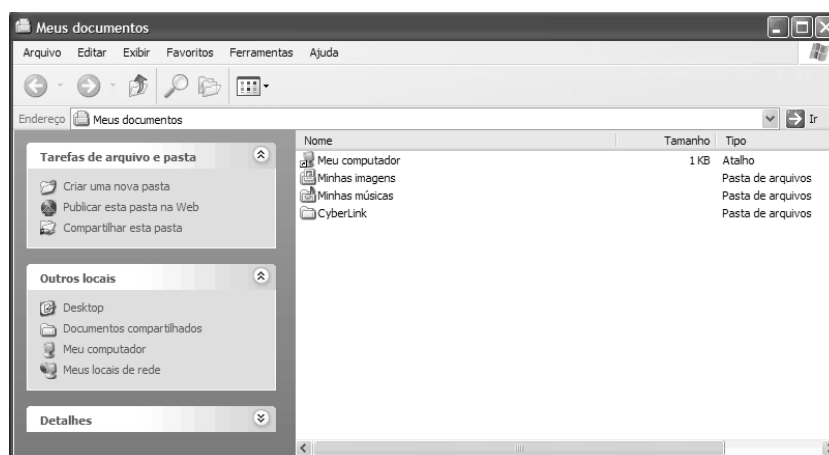 Meus documentos
Arquivo Editar Exibir Favoritos Ferramentas Ajuda
Endereço Meus documentos Ir
Tarefas de arquivo e pasta
Criar uma nova pasta
Publicar esta pasta na Web
Compartilhar esta pasta
Outros locais
Desktop
Documentos compartilhados
Meu computador
Meus locais de rede
Detalhes
Nome Tamanho Tipo
Meu computador 1 KB Atalho
Minhas imagens Pasta de arquivos
Minhas músicas Pasta de arquivos
CyberLink Pasta de arquivos